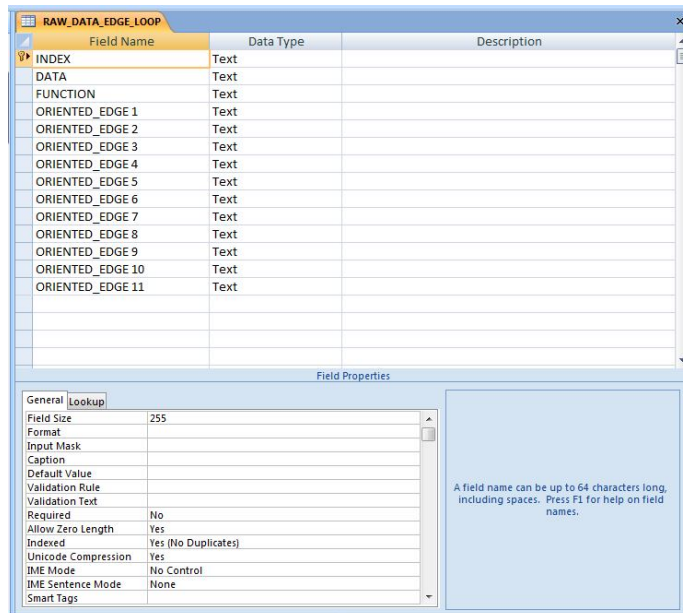 RAW_DATA_EDGE_LOOP
Field Name Data Type Description
INDEX Text
DATA Text
FUNCTION Text
ORIENTED_EDGE 1 Text
ORIENTED_EDGE 2 Text
ORIENTED_EDGE 3 Text
ORIENTED_EDGE 4 Text
ORIENTED_EDGE 5 Text
ORIENTED_EDGE 6 Text
ORIENTED_EDGE 7 Text
ORIENTED_EDGE 8 Text
ORIENTED_EDGE 9 Text
ORIENTED_EDGE 10 Text
ORIENTED_EDGE 11 Text
Field Properties
General Lookup
Field Size 255
Format
Input Mask
Caption
Default Value
Validation Rule
Validation Text
Required No
Allow Zero Length Yes
Indexed Yes (No Duplicates)
Unicode Compression Yes
IME Mode No Control
IME Sentence Mode None
Smart Tags
A field name can be up to 64 characters long,
including spaces. Press F1 for help on field
names.